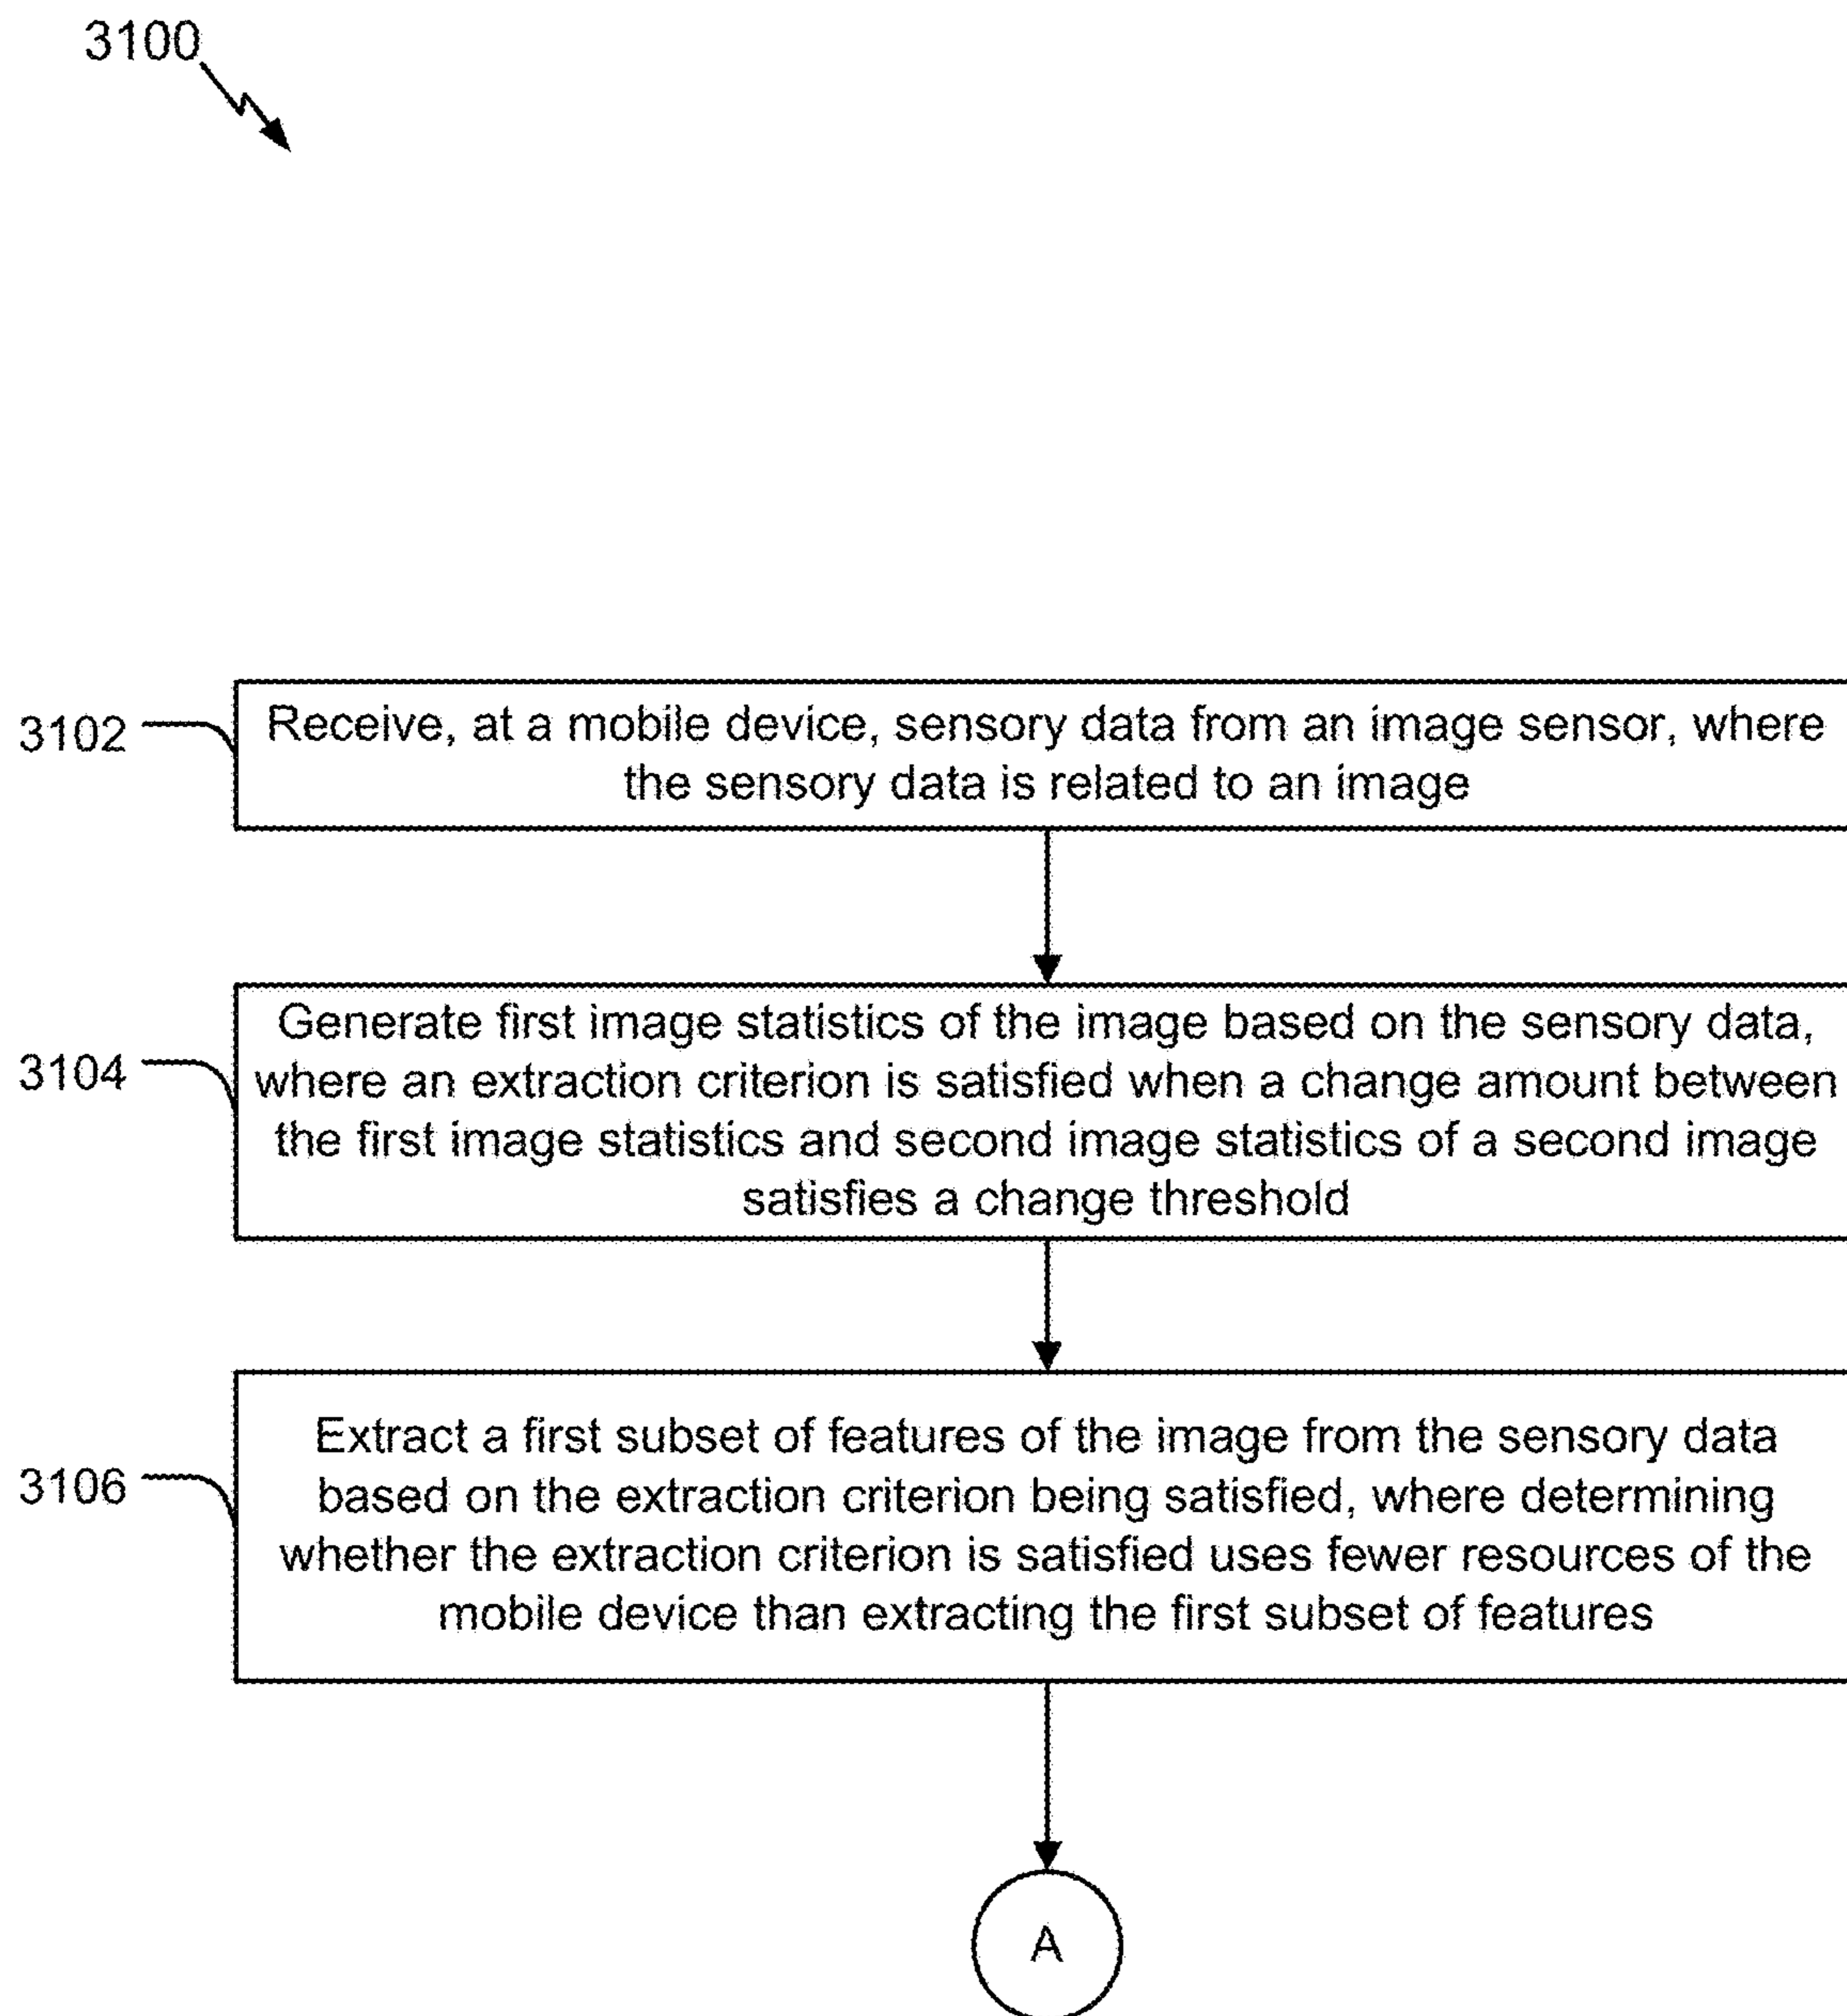 3100
3102
Receive, at a mobile device, sensory data from an image sensor, where
the sensory data is related to an image
3104
Generate first image statistics of the image based on the sensory data,
where an extraction criterion is satisfied when a change amount between
the first image statistics and second image statistics of a second image
satisfies a change threshold
3106
Extract a first subset of features of the image from the sensory data
based on the extraction criterion being satisfied, where determining
whether the extraction criterion is satisfied uses fewer resources of the
mobile device than extracting the first subset of features
A